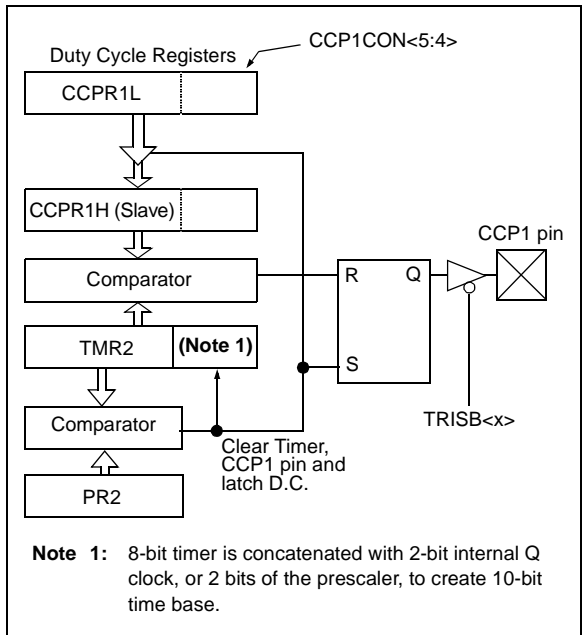 CCP1CON<5:4>
Duty Cycle Registers
CCPR1L
CCPR1H (Slave)
CCP1 pin
Comparator
R
Q
TMR2
(Note 1)
S
Comparator
TRISB<x>
Clear Timer,
CCP1 pin and
latch D.C.
PR2
Note 1: 8-bit timer is concatenated with 2-bit internal Q
clock, or 2 bits of the prescaler, to create 10-bit
time base.